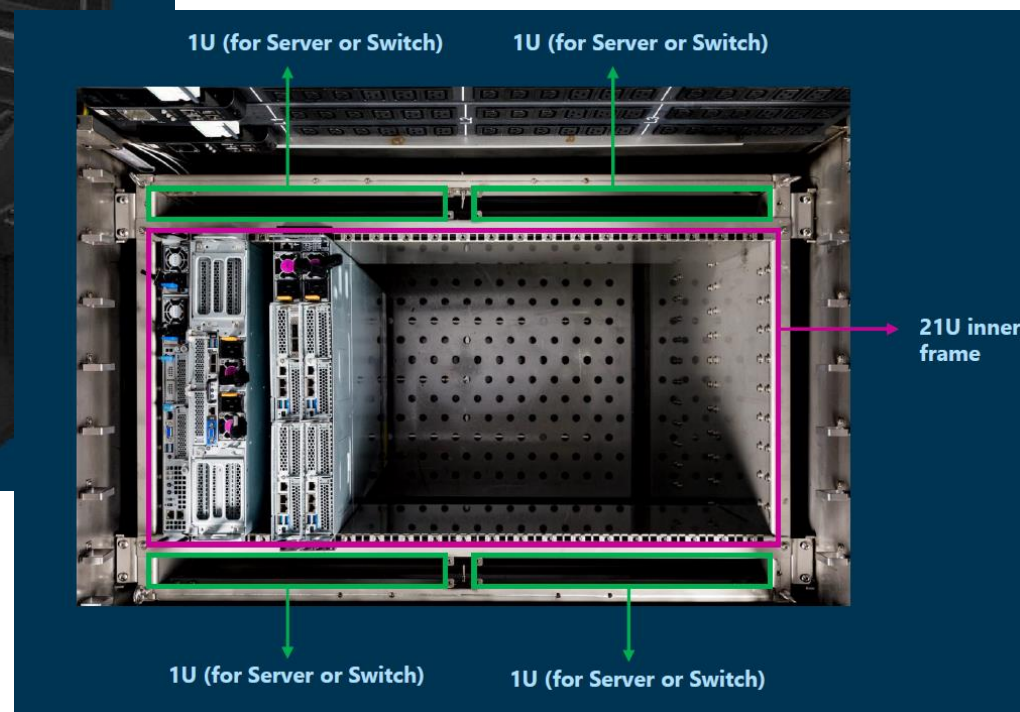 1U (for Server or Switch)
1U (for Server or Switch)
21U inner
frame
1U (for Server or Switch)
1U (for Server or Switch)